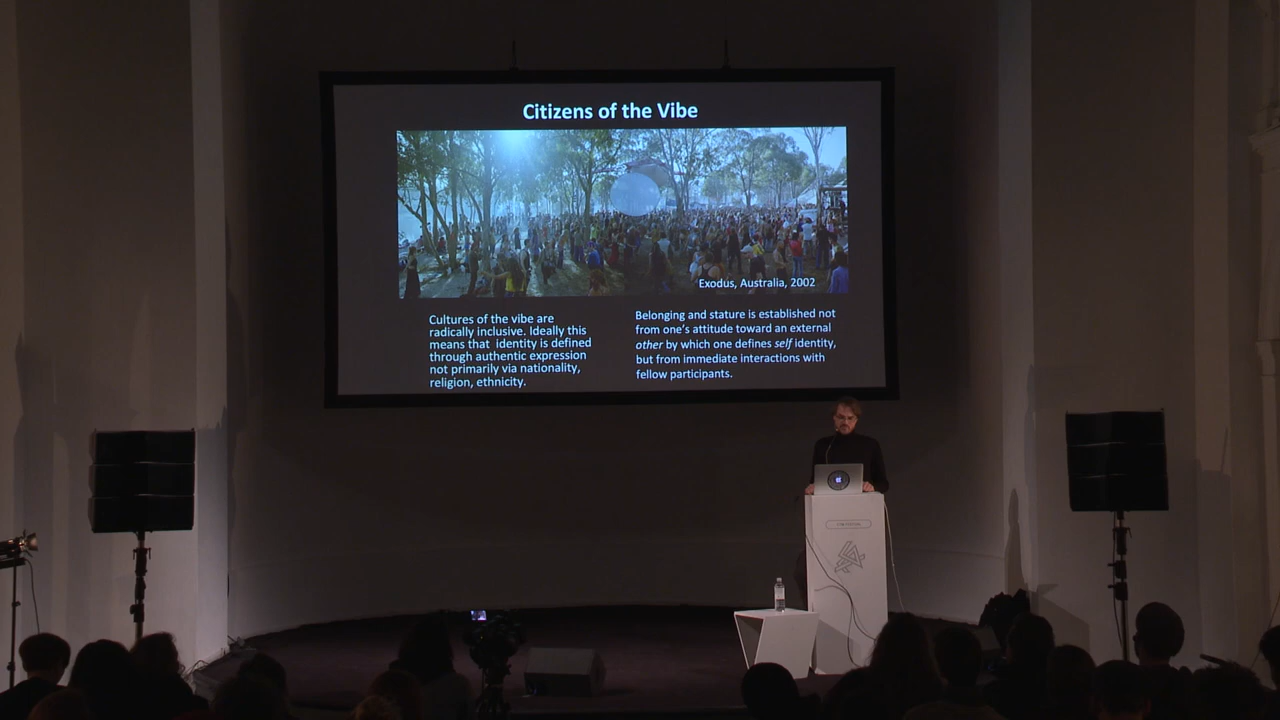 Citizens of the Vibe
Exodus, Australia, 2002
Cultures of the vibe are
radically inclusive. Ideally this
means that identity is defined
through authentic expression
not primarily via nationality,
religion, ethnicity.
Belonging and stature is established not
from one's attitude toward an external
other by which one defines self identity,
but from immediate interactions with
fellow participants.